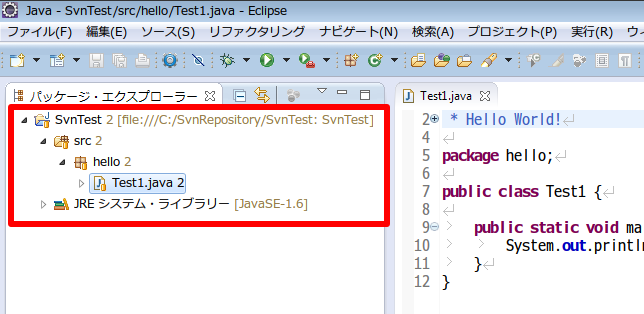 Java - SvnTest/src/hello/Test1.java - Eclipse
ファイル(F) 編集(E) ソース(S) リファクタリング ナビゲート(N) 検索(A) プロジェクト(P) 実行(R) ウィ
パッケージ・エクスプローラー
SvnTest 2 [file:///C:/SvnRepository/SvnTest: SvnTest]
src 2
hello 2
Test1.java 2
JRE システム・ライブラリー [JavaSE-1.6]
Test1.java
2 * Hello World!
4
5 package hello;
6
7 public class Test1 {
8
9 public static void ma
10 System.out.println
11 }
12 }